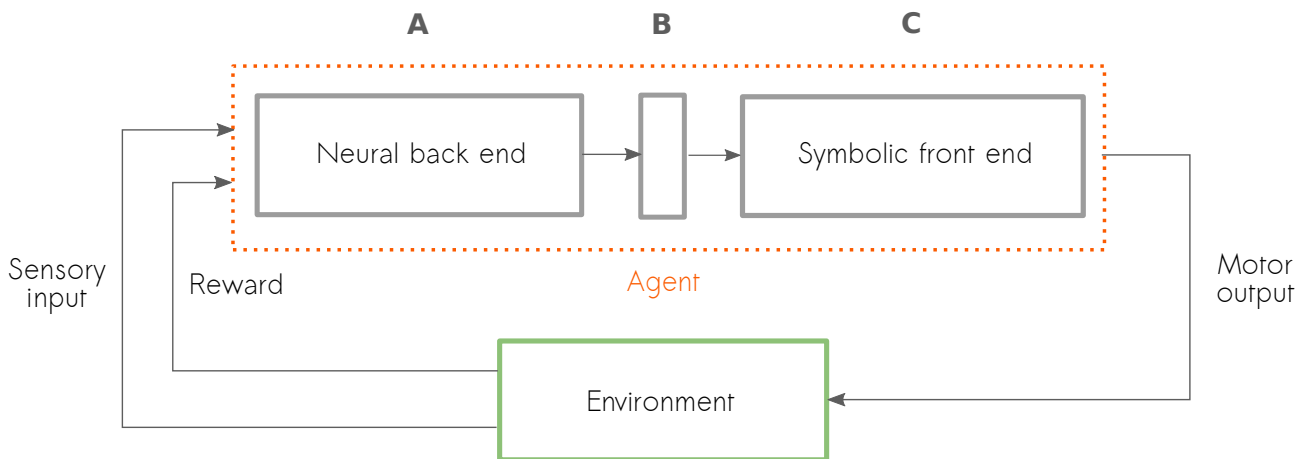 A
B
C
Neural back end
Symbolic front end
Sensory
input
Reward
Agent
Motor
output
Environment